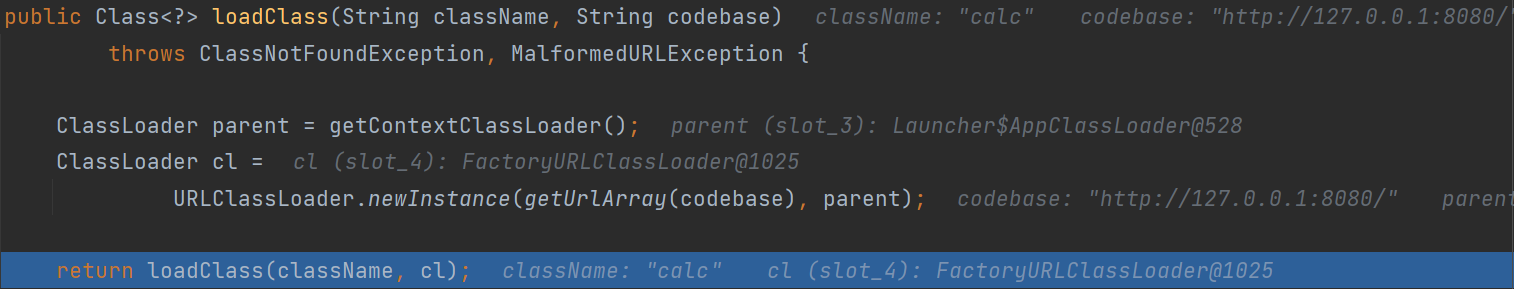 public Class<?> loadClass(String className, String codebase) className: "calc" codebase: "http://127.0.0.1:8080/"
throws ClassNotFoundException, MalformedURLException {
ClassLoader parent = getContextClassLoader(); parent (slot_3): Launcher$AppClassLoader@528
ClassLoader cl = cl (slot_4): FactoryURLClassLoader@1025
URLClassLoader.newInstance(getUrlArray(codebase), parent); codebase: "http://127.0.0.1:8080/" parent
return loadClass(className, cl); className: "calc" cl (slot_4): FactoryURLClassLoader@1025